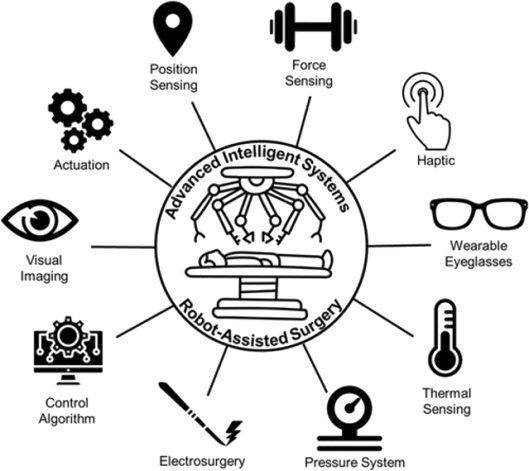 Position
Sensing
Force
Sensing
Actuation
Haptic
Advanced Intelligent Systems
Visual
Imaging
Wearable
Eyeglasses
Robot-Assisted Surgery
Control
Algorithm
Thermal
Sensing
Electrosurgery
Pressure System